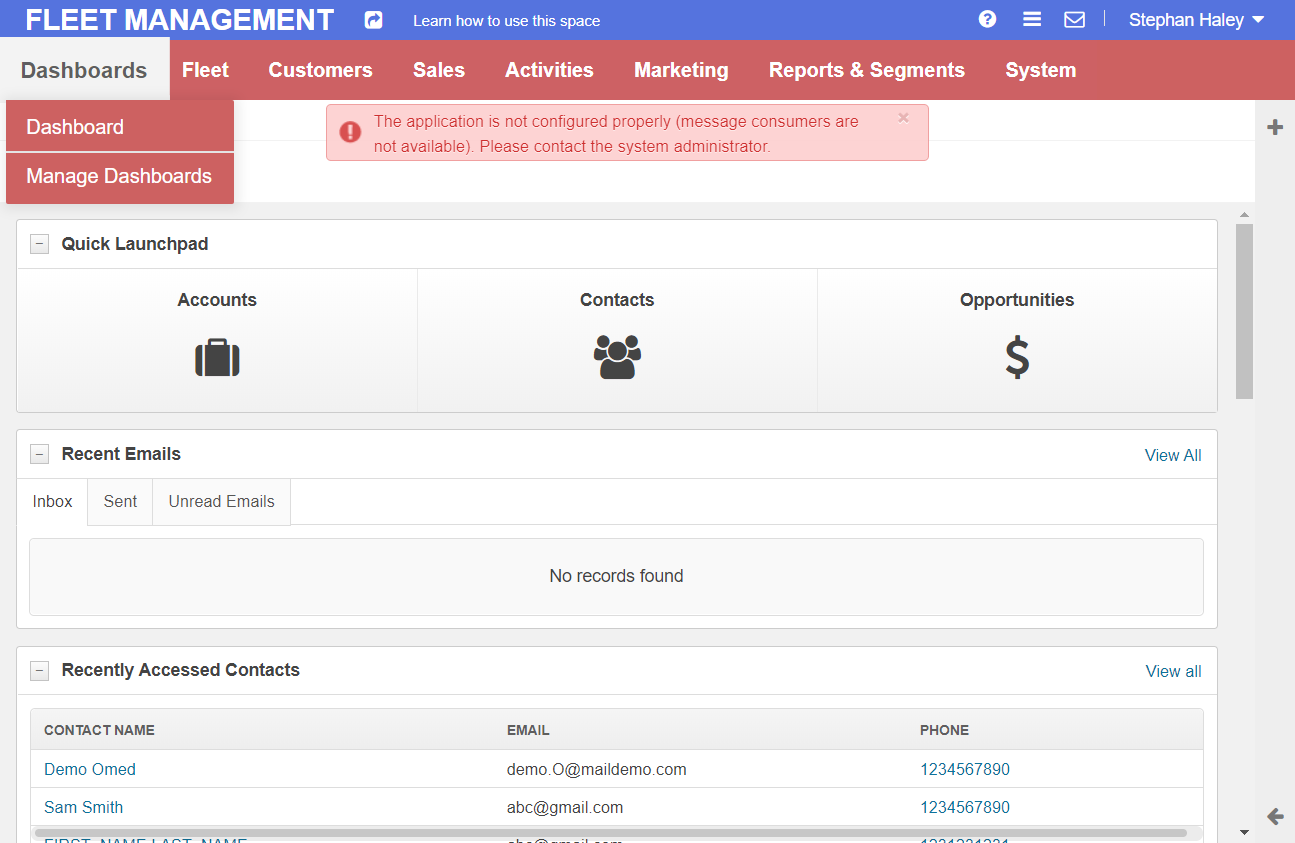 FLEET MANAGEMENT
Learn how to use this space
Stephan Haley
Dashboards
Fleet
Customers
Sales
Activities
Marketing
Reports & Segments
System
Dashboard
Manage Dashboards
The application is not configured properly (message consumers are
not available). Please contact the system administrator.
Quick Launchpad
Accounts
Contacts
Opportunities
Recent Emails
View All
Inbox
Sent
Unread Emails
No records found
Recently Accessed Contacts
View all
CONTACT NAME
EMAIL
PHONE
Demo Omed
demo.O@maildemo.com
1234567890
Sam Smith
abc@gmail.com
1234567890